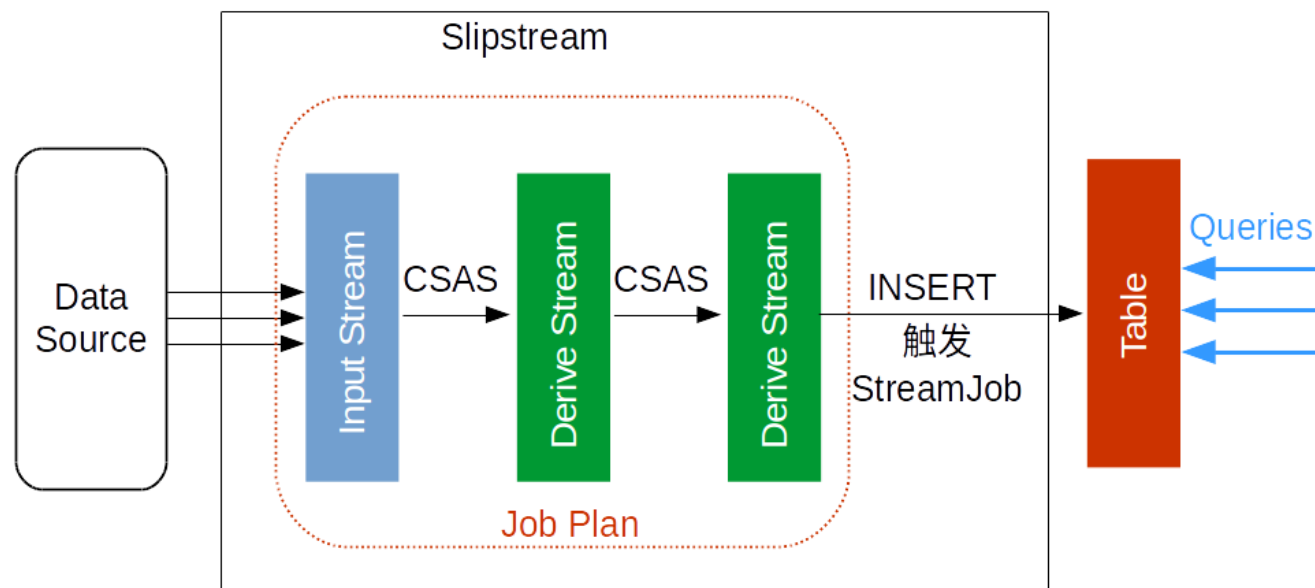 Slipstream
Data
Source
Input Stream
CSAS
Derive Stream
CSAS
Derive Stream
INSERT
触发
StreamJob
Table
Queries
Job Plan